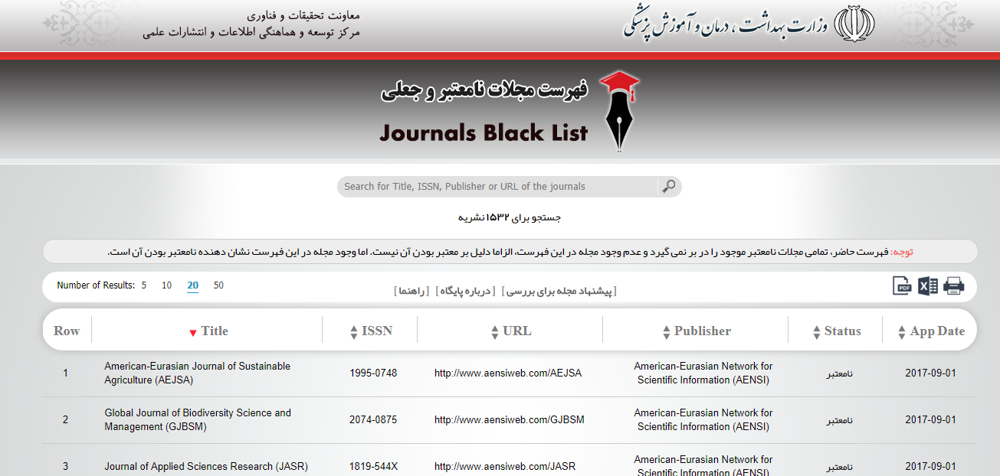 وزارت بهداشت ، درمان و آموزش پزشکی
معاونت تحقیقات و فناوری
مرکز توسعه و هماهنگی اطلاعات و انتشارات علمی
فهرست مجلات نامعتبر و جعلی
Journals Black List
Search for Title, ISSN, Publisher or URL of the journals
جستجو برای ۱۵۳۲ نشریه
توجه: فهرست حاضر، تمامی مجلات نامعتبر موجود را در بر نمی گیرد و عدم وجود مجله در این فهرست، الزاما دلیل بر معتبر بودن آن نیست. اما وجود مجله در این فهرست نشان دهنده نامعتبر بودن آن است.
Number of Results: 5 10 20 50
[پیشنهاد مجله برای بررسی] [درباره پایگاه] [راهنما]
PDF
Row Title ISSN URL Publisher Status App Date
1 American-Eurasian Journal of Sustainable Agriculture (AEJSA) 1995-0748 http://www.aensiweb.com/AEJSA American-Eurasian Network for Scientific Information (AENSI) نامعتبر 2017-09-01
2 Global Journal of Biodiversity Science and Management (GJBSM) 2074-0875 http://www.aensiweb.com/GJBSM American-Eurasian Network for Scientific Information (AENSI) نامعتبر 2017-09-01
3 Journal of Applied Sciences Research (JASR) 1819-544X http://www.aensiweb.com/JASR American-Eurasian Network for Scientific Information (AENSI) نامعتبر 2017-09-01